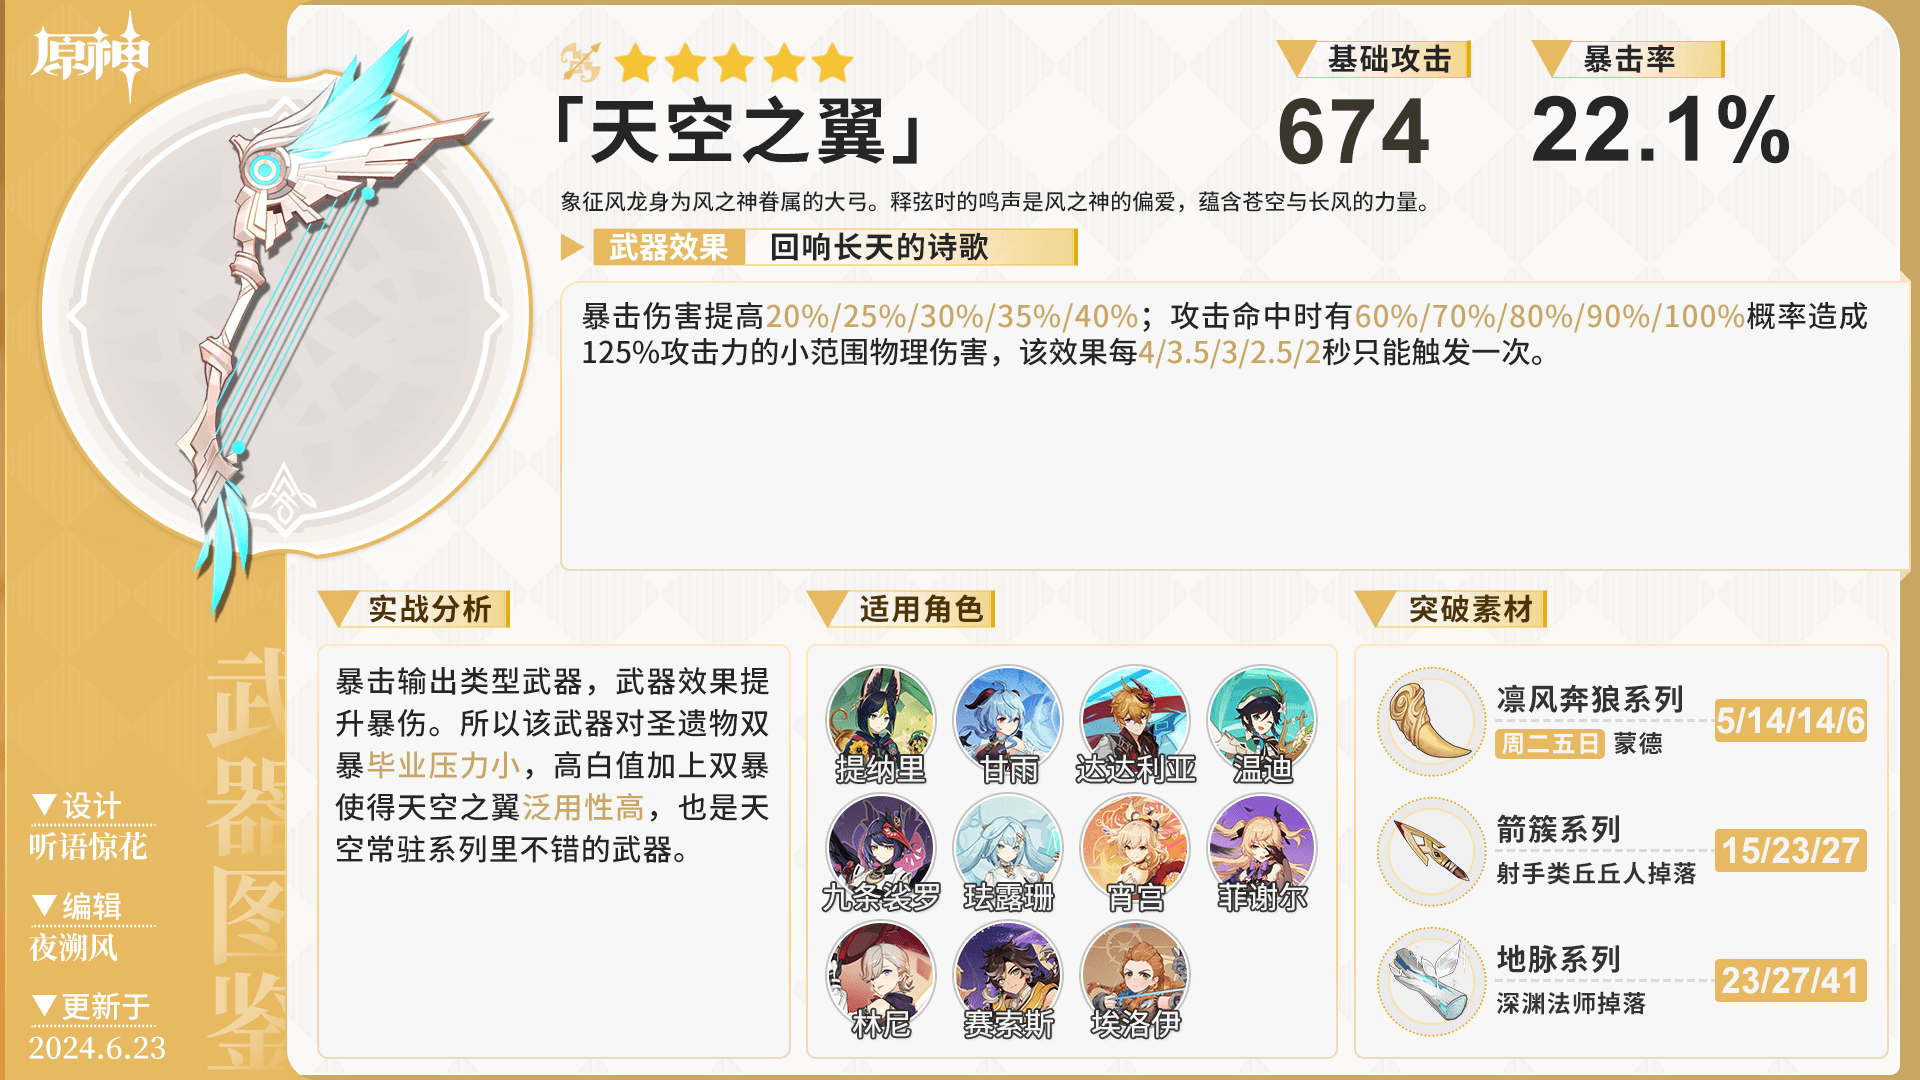 原神
「天空之翼」
基础攻击
674
暴击率
22.1%
象征风龙身为风之神眷属的大弓。释弦时的鸣声是风之神的偏爱，蕴含苍空与长风的力量。
武器效果
回响长天的诗歌
暴击伤害提高20%/25%/30%/35%/40%；攻击命中时有60%/70%/80%/90%/100%概率造成
125%攻击力的小范围物理伤害，该效果每4/3.5/3/2.5/2秒只能触发一次。
实战分析
暴击输出类型武器，武器效果提
升暴伤。所以该武器对圣遗物双
暴毕业压力小，高白值加上双暴
使得天空之翼泛用性高，也是天
空常驻系列里不错的武器。
适用角色
提纳里
甘雨
达达利亚
温迪
九条裟罗
珐露珊
宵宫
菲谢尔
林尼
赛索斯
埃洛伊
突破素材
凛风奔狼系列
周二五日 蒙德
5/14/14/6
箭簇系列
射手类丘丘人掉落
15/23/27
地脉系列
深渊法师掉落
23/27/41
武器图鉴
▼设计
听语惊花
▼编辑
夜溯风
▼更新于
2024.6.23